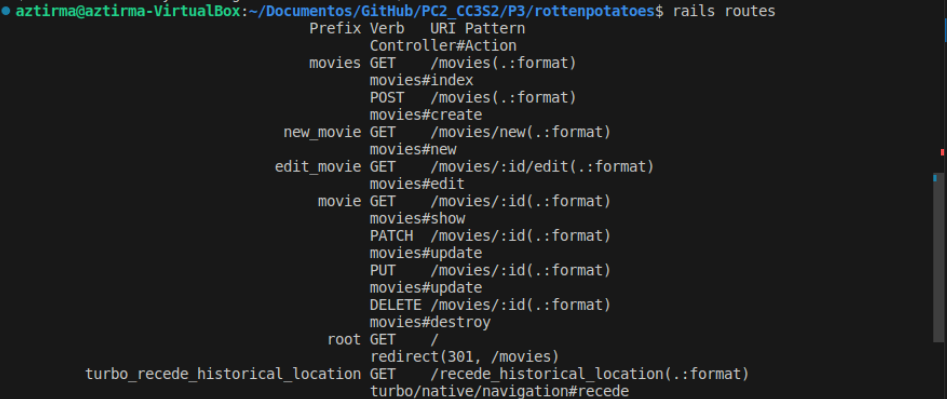 aztirma@aztirma-VirtualBox:~/Documentos/GitHub/PC2_CC3S2/P3/rottenpotatoes$ rails routes
Prefix Verb URI Pattern
Controller#Action
movies GET /movies(.:format)
movies#index
POST /movies(.:format)
movies#create
new_movie GET /movies/new(.:format)
movies#new
edit_movie GET /movies/:id/edit(.:format)
movies#edit
movie GET /movies/:id(.:format)
movies#show
PATCH /movies/:id(.:format)
movies#update
PUT /movies/:id(.:format)
movies#update
DELETE /movies/:id(.:format)
movies#destroy
root GET /
redirect(301, /movies)
turbo_recede_historical_location GET /recede_historical_location(.:format)
turbo/native/navigation#recede